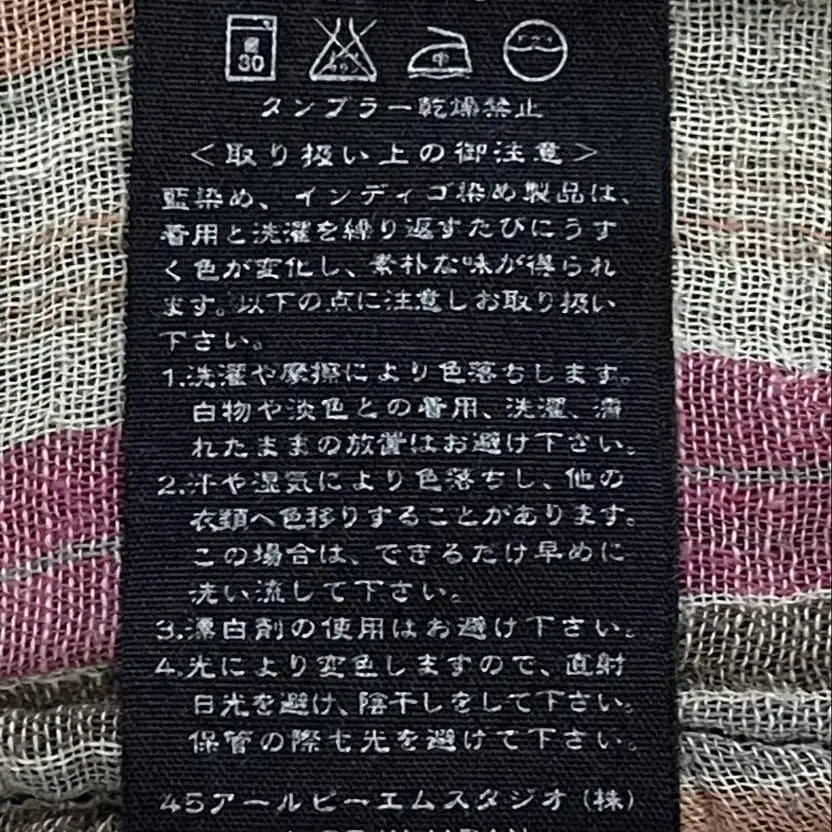 30
エンソ
中
ドライ
タンブラー乾燥禁止
<取り扱い上の御注意>
藍染め、インディゴ染め製品は、
着用と洗濯を繰り返すたびにうす
く色が変化し、素朴な味が得られ
ます。以下の点に注意しお取り扱い
下さい。
1.洗濯や摩擦により色落ちします。
白物や淡色との着用、洗濯、濡
れたままの放置はお避け下さい。
2.汗や湿気により色落ちし、他の
衣類へ色移りすることがあります。
この場合は、できるだけ早めに
洗い流して下さい。
3.漂白剤の使用はお避け下さい。
4.光により変色しますので、直射
日光を避け、陰干しをして下さい。
保管の際も光を避けて下さい。
45アールピーエムスタジオ(株)